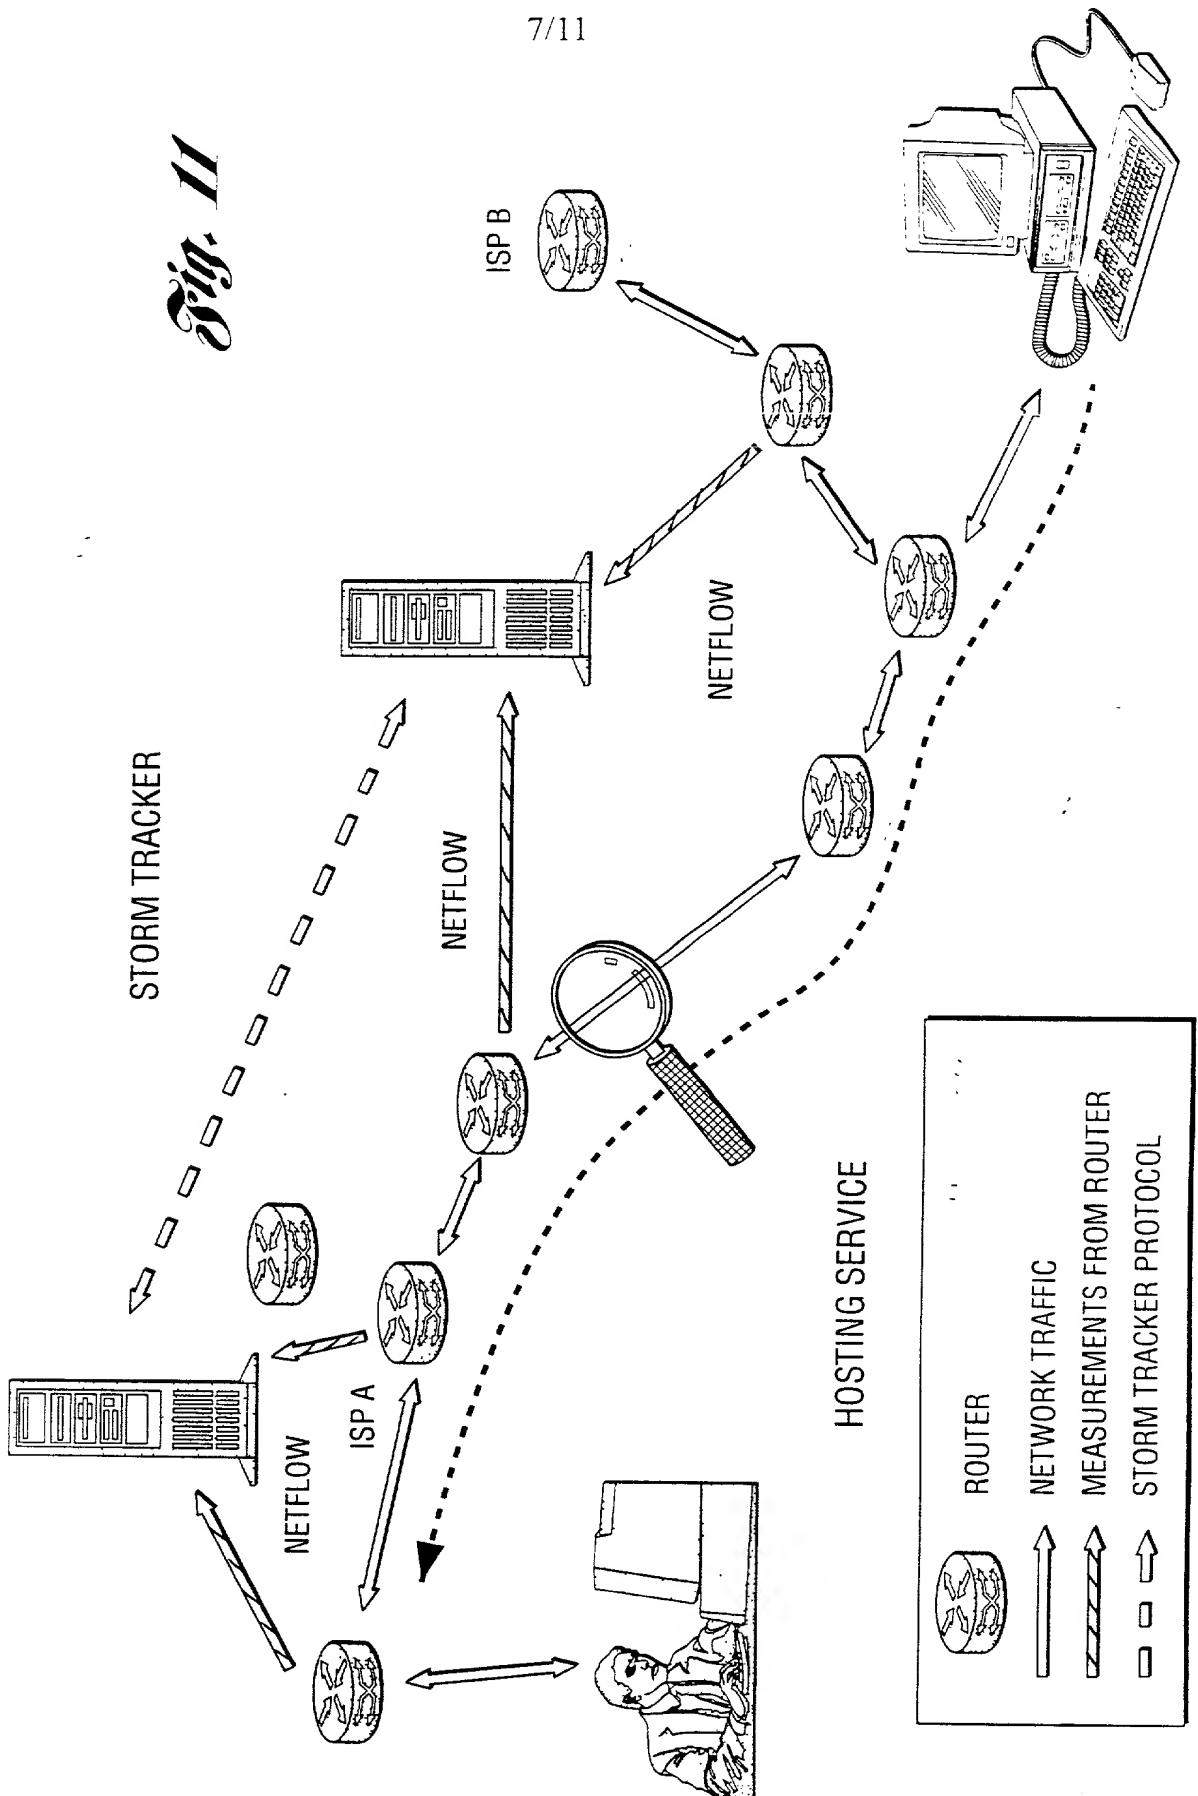 7/11
Fig. 11
STORM TRACKER
ISP B
NETFLOW
NETFLOW
NETFLOW
ISP A
HOSTING SERVICE
ROUTER
NETWORK TRAFFIC
MEASUREMENTS FROM ROUTER
STORM TRACKER PROTOCOL